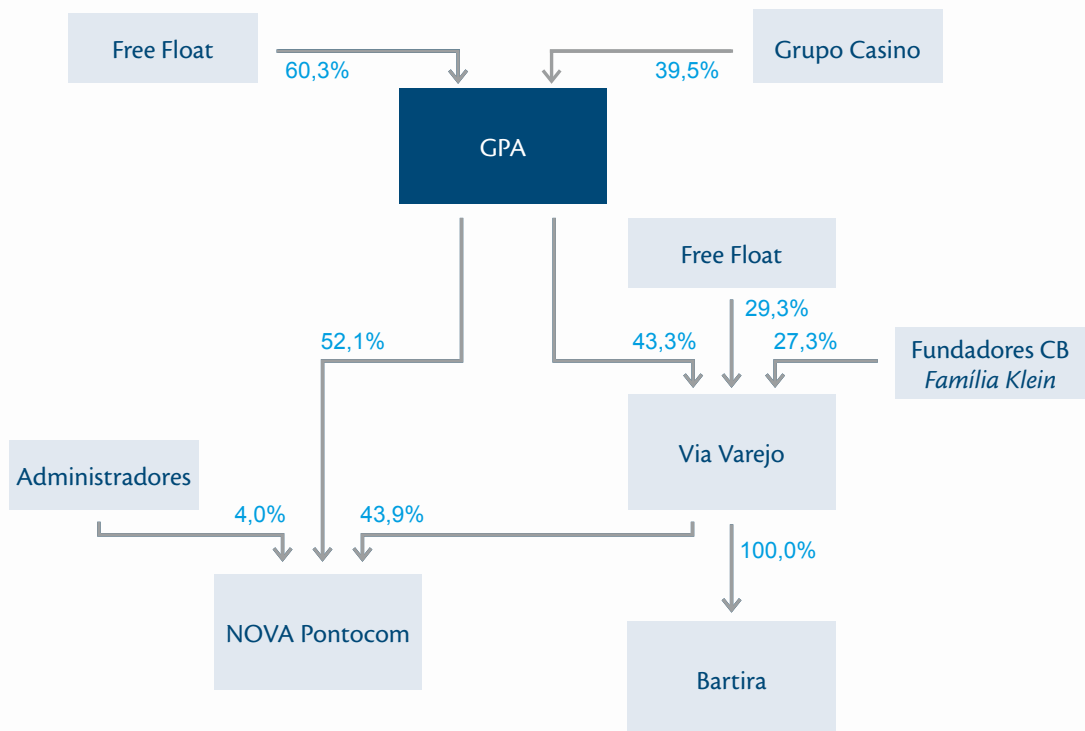 Free Float
Grupo Casino
60,3%
39,5%
GPA
Free Float
29,3%
52,1%
43,3%
27,3%
Fundadores CB
Família Klein
Via Varejo
Administradores
4,0%
43,9%
100,0%
NOVA Pontocom
Bartira